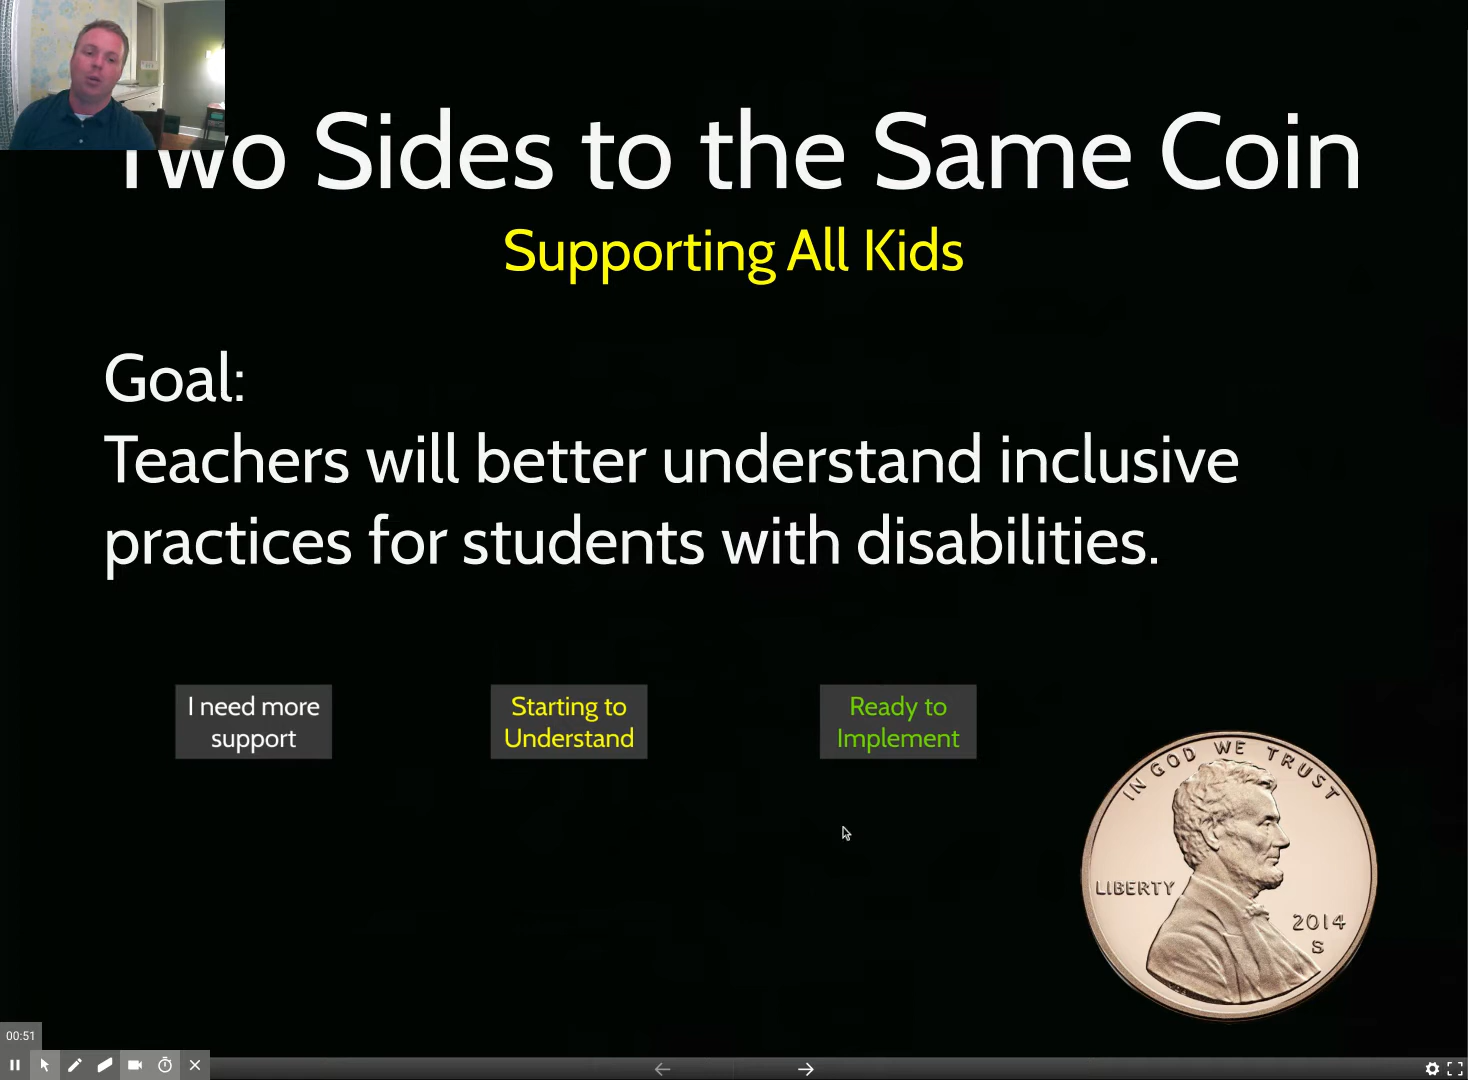 Two Sides to the Same Coin
Supporting All Kids
Goal:
Teachers will better understand inclusive
practices for students with disabilities.
I need more
support
Starting to
Understand
Ready to
Implement
IN GOD WE TRUST
LIBERTY
2014
S
00:51